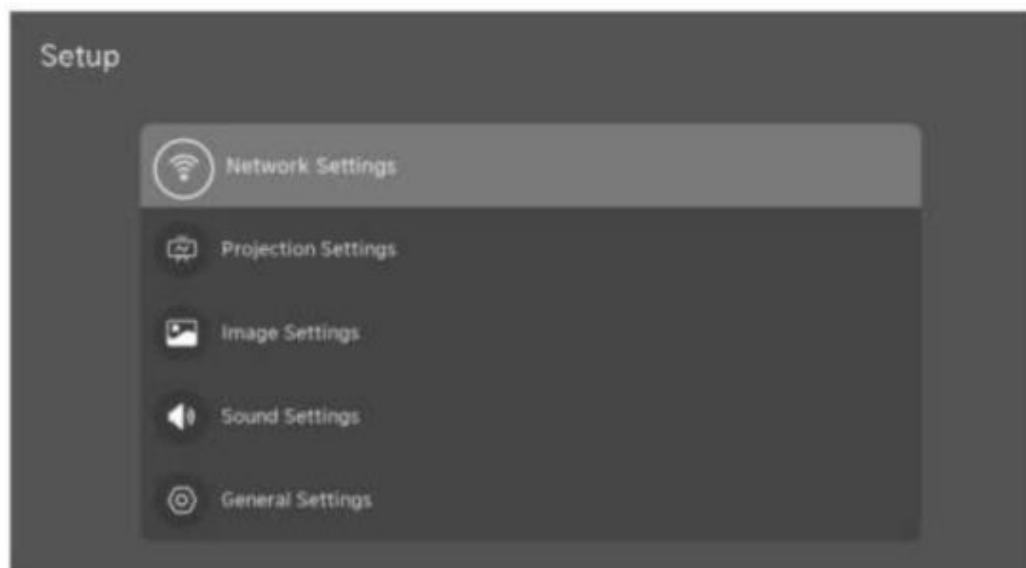 Setup
Network Settings
Projection Settings
Image Settings
Sound Settings
General Settings